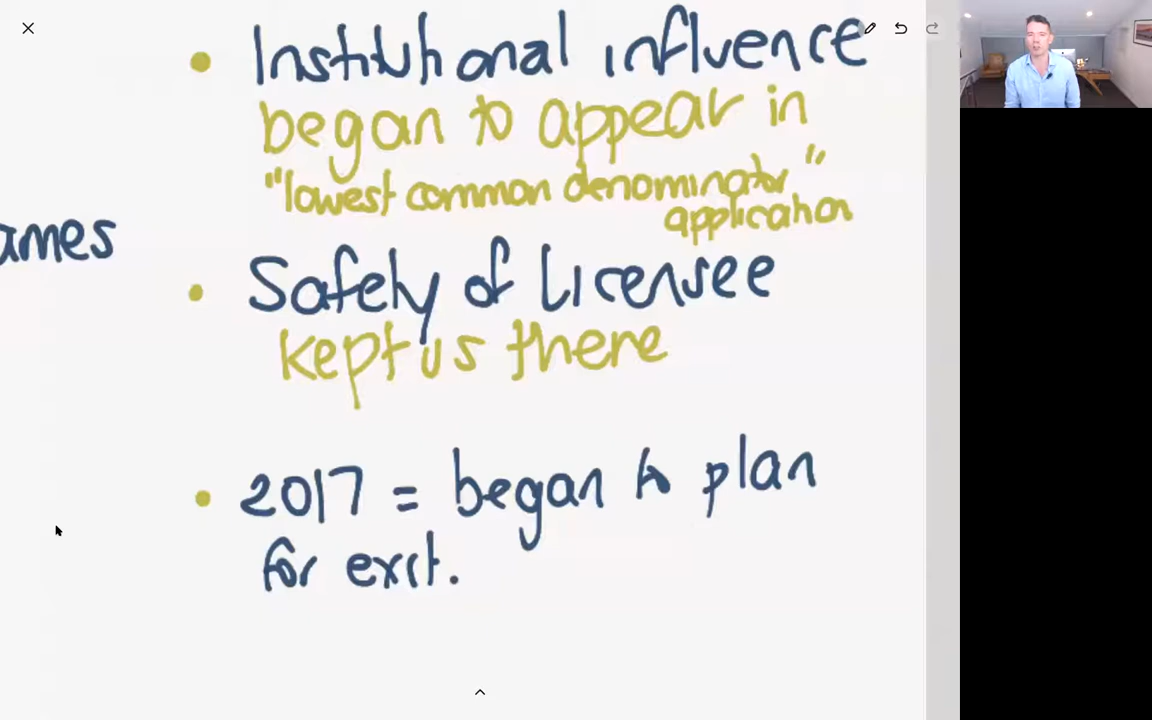 Institutional influence
began to appear in
"lowest common denominator"
application
ames
Safety of Licensee
kept us there
2017 = began to plan
for exit.